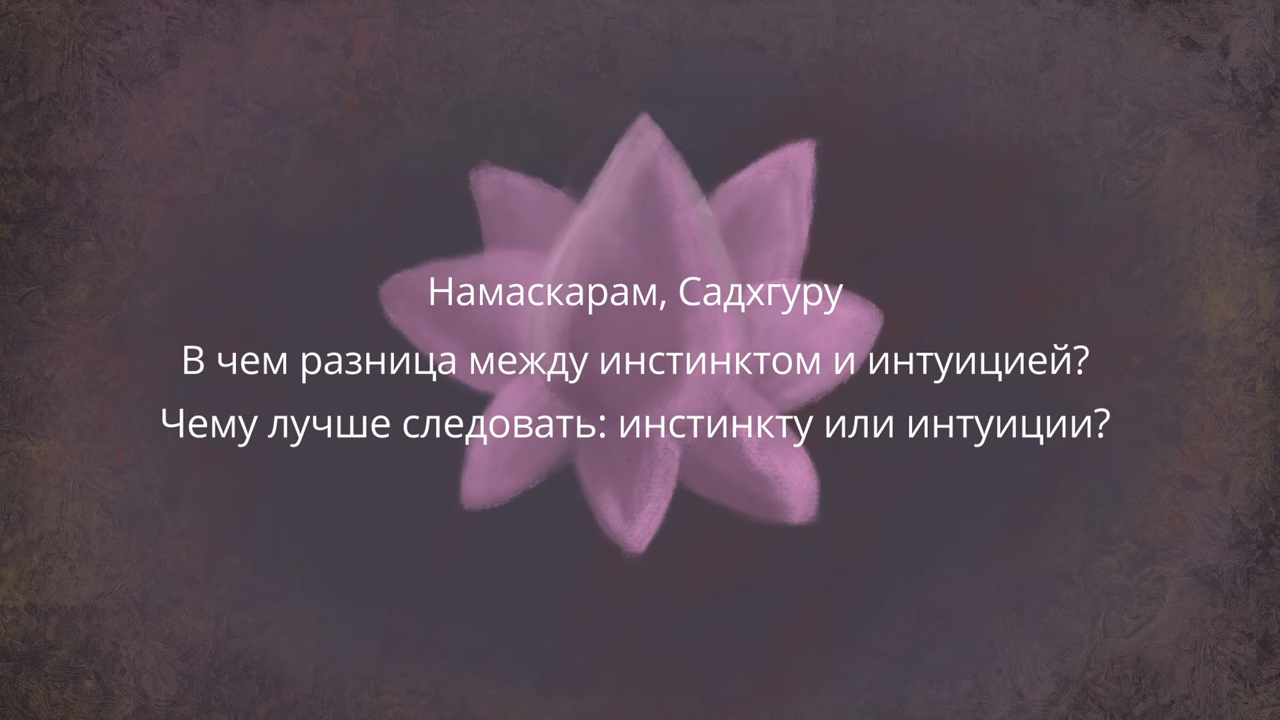 Намаскарам, Садхгуру
В чем разница между инстинктом и интуицией?
Чему лучше следовать: инстинкту или интуиции?